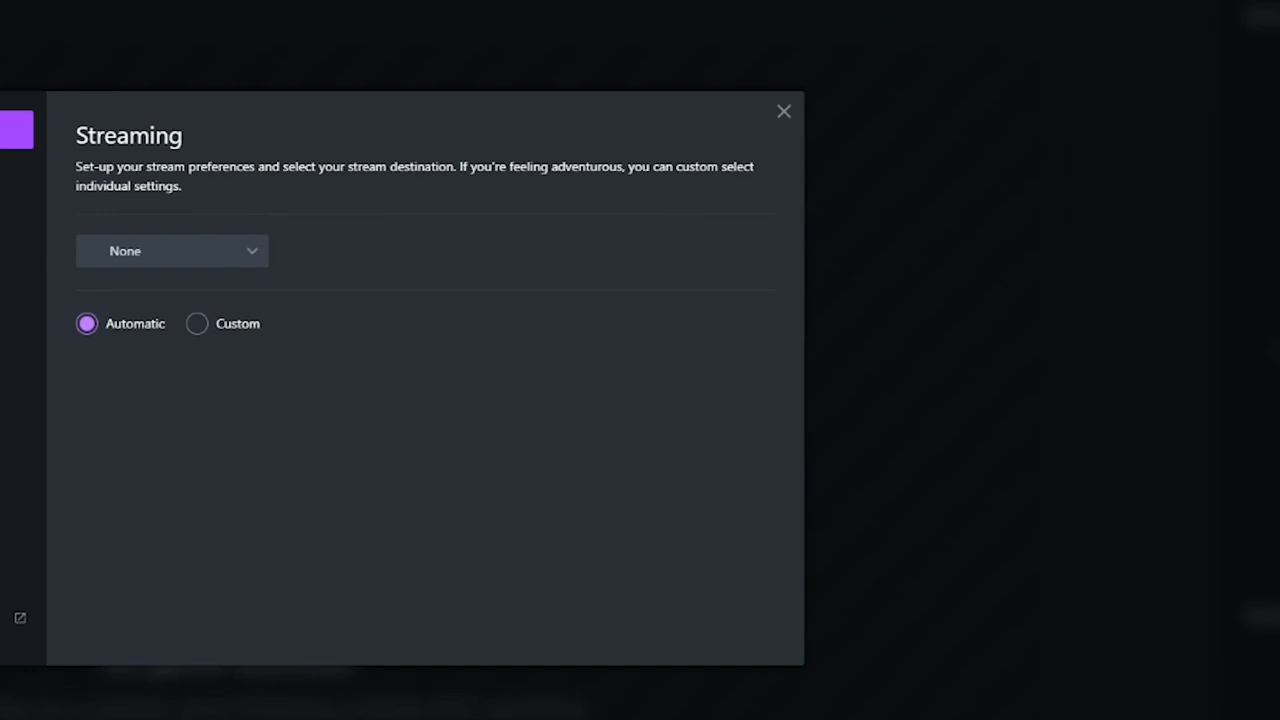 Streaming
Set-up your stream preferences and select your stream destination. If you're feeling adventurous, you can custom select
individual settings.
None
Automatic Custom